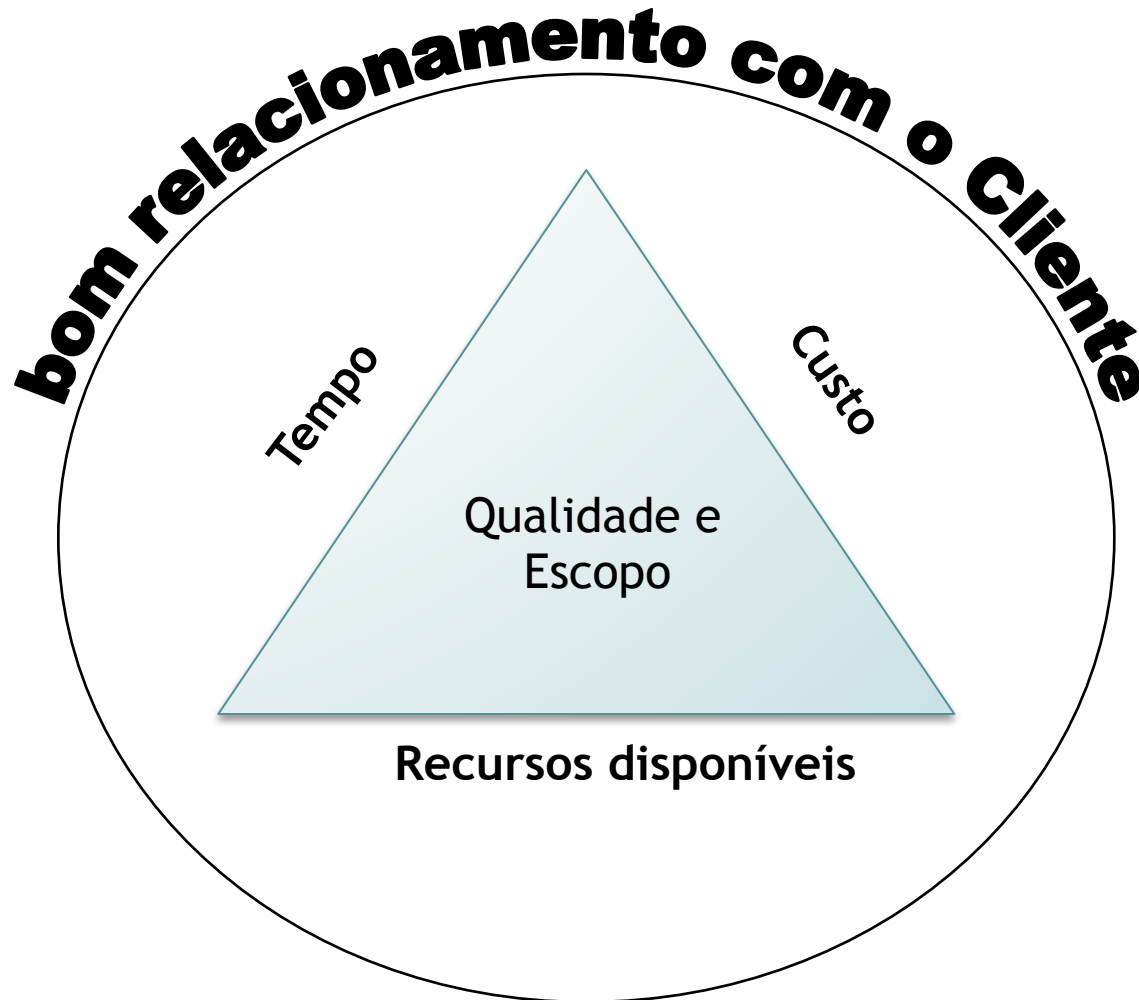 bom relacionamento com o Cliente
Tempo
Custo
Qualidade e
Escopo
Recursos disponíveis